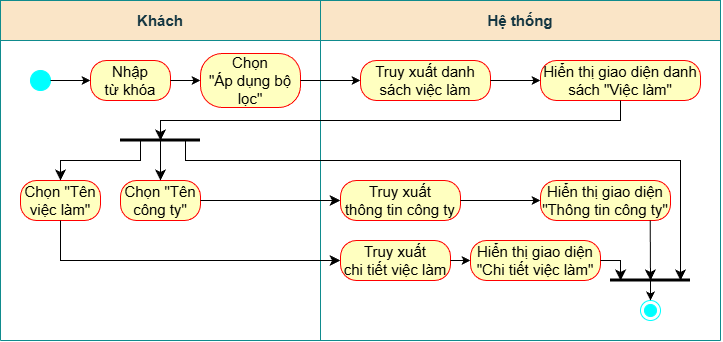 Khách
Hệ thống
Nhập
từ khóa
Chọn
"Áp dụng bộ
lọc"
Truy xuất danh
sách việc làm
Hiển thị giao diện danh
sách "Việc làm"
Chọn "Tên
việc làm"
Chọn "Tên
công ty"
Truy xuất
thông tin công ty
Hiển thị giao diện
"Thông tin công ty"
Truy xuất
chi tiết việc làm
Hiển thị giao diện
"Chi tiết việc làm"